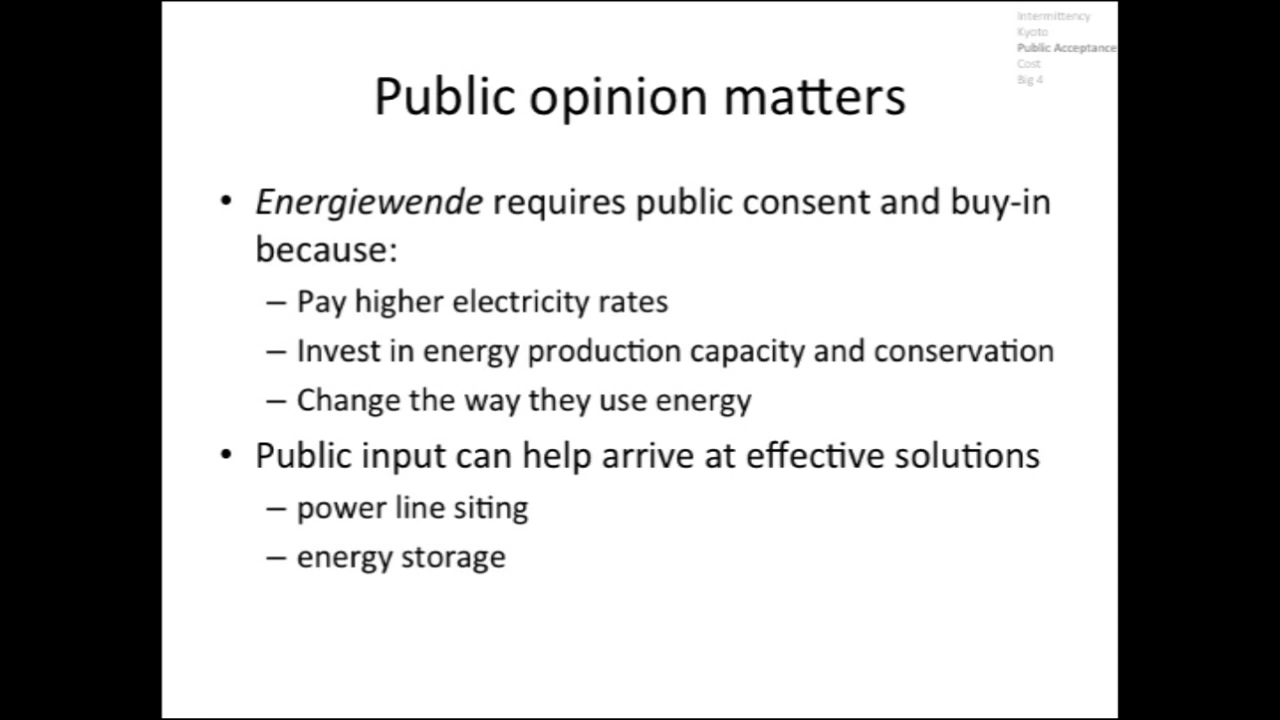 Intermittency
Kyoto
Public Acceptance
Cost
Big 4
Public opinion matters
• Energiewende requires public consent and buy-in
because:
– Pay higher electricity rates
– Invest in energy production capacity and conservation
– Change the way they use energy
• Public input can help arrive at effective solutions
– power line siting
– energy storage